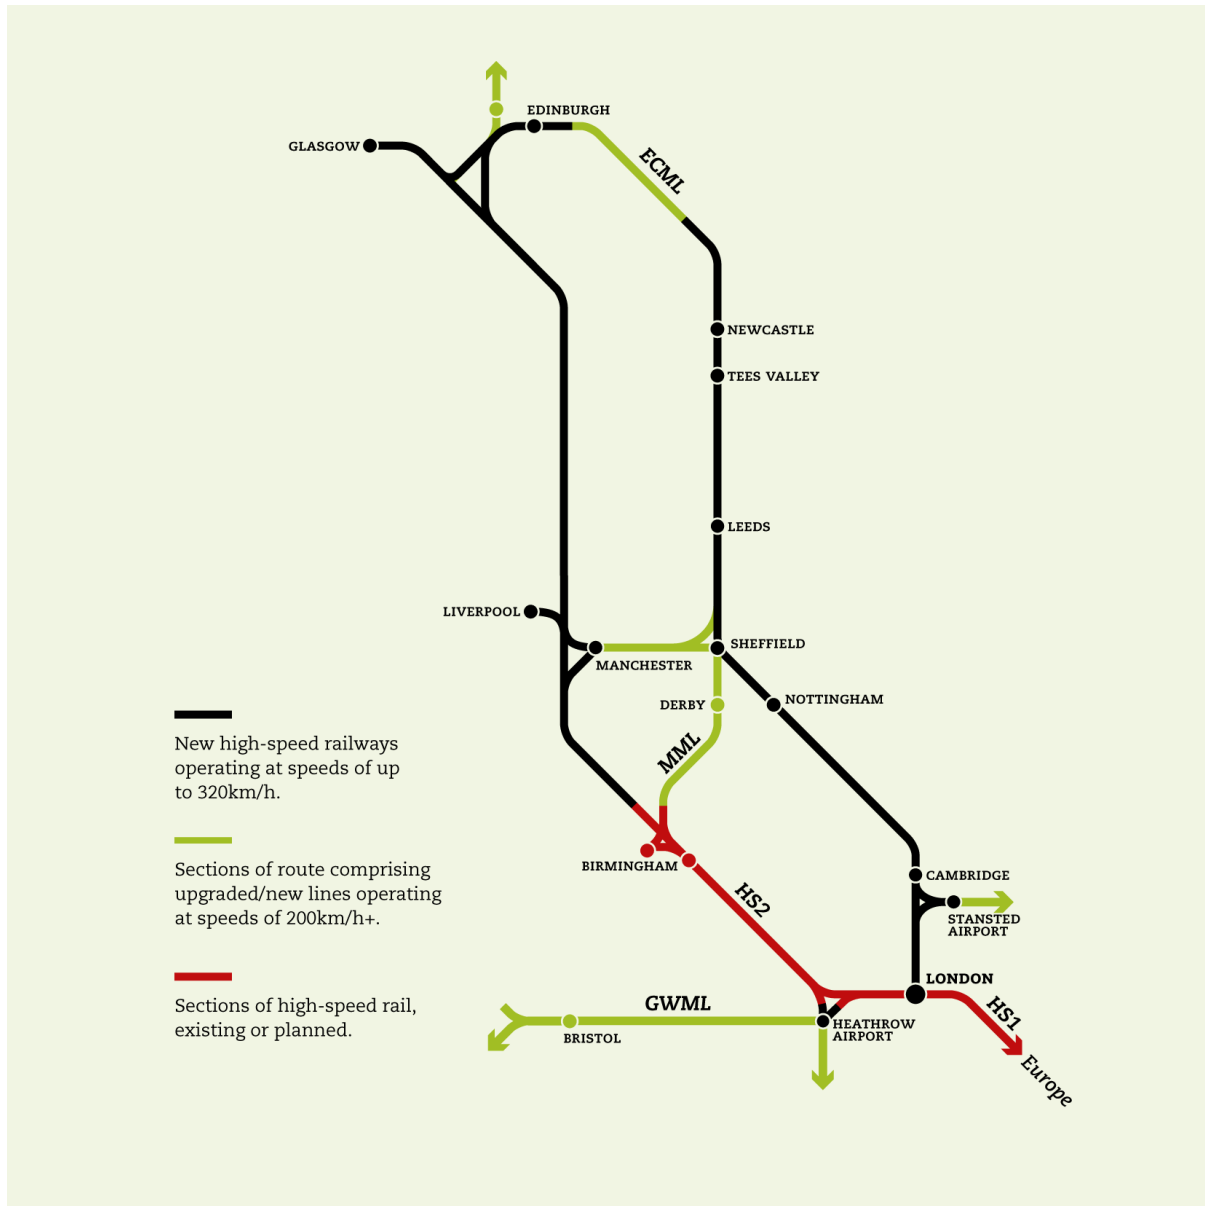 EDINBURGH
GLASGOW
ECML
NEWCASTLE
TEES VALLEY
LEEDS
LIVERPOOL
SHEFFIELD
MANCHESTER
DERBY
NOTTINGHAM
MML
New high-speed railways
operating at speeds of up
to 320km/h.
Sections of route comprising
upgraded/new lines operating
at speeds of 200km/h+.
Sections of high-speed rail,
existing or planned.
BIRMINGHAM
HS2
CAMBRIDGE
STANSTED
AIRPORT
LONDON
GWML
HS1
HEATHROW
AIRPORT
BRISTOL
Europe